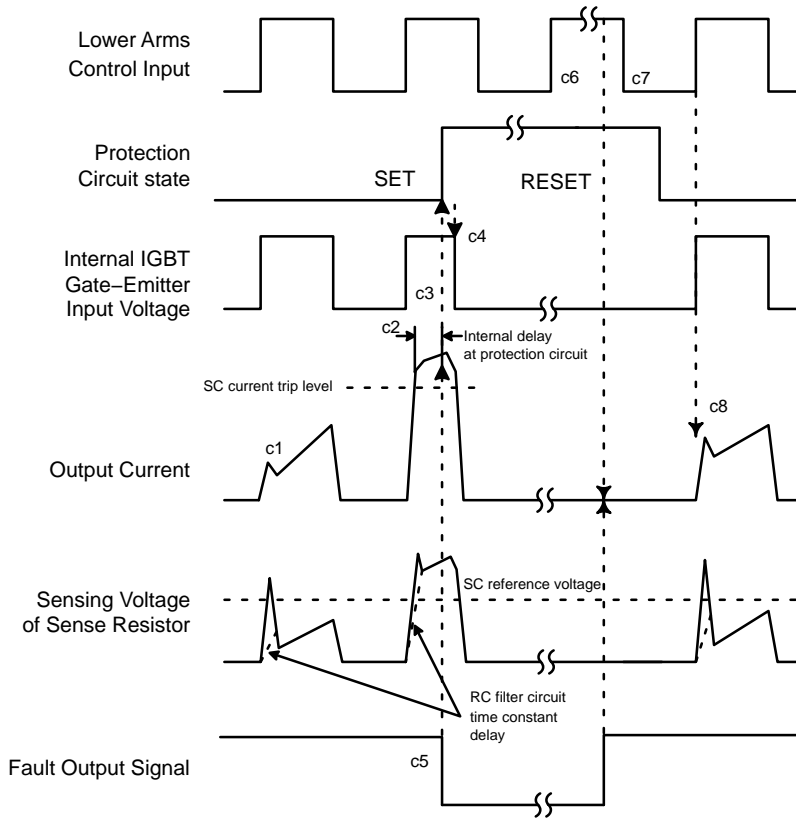 Lower Arms
Control Input
c6
c7
Protection
Circuit state
SET
RESET
c4
Internal IGBT
Gate−Emitter
Input Voltage
c3
c2
Internal delay
at protection circuit
SC current trip level
c8
c1
Output Current
SC reference voltage
Sensing Voltage
of Sense Resistor
RC filter circuit
time constant
delay
Fault Output Signal
c5